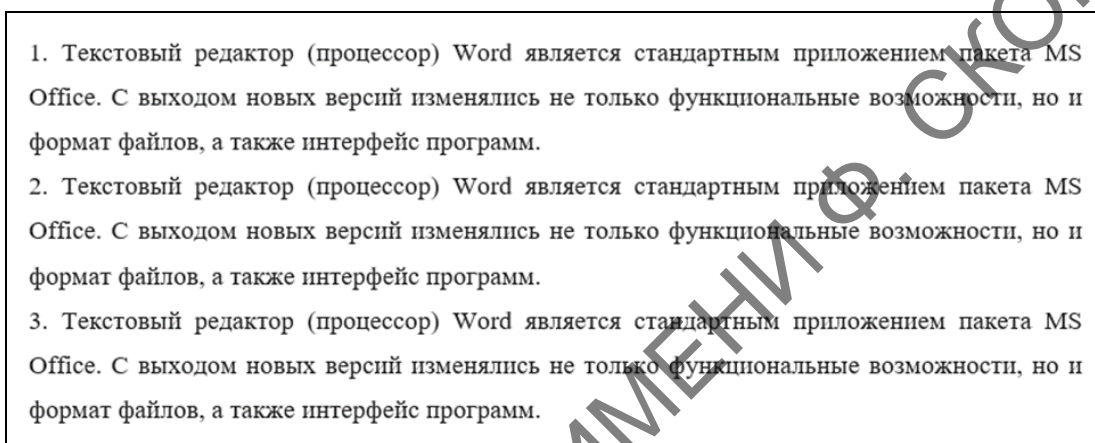 1. Текстовый редактор (процессор) Word является стандартным приложением пакета MS
Office. С выходом новых версий изменялись не только функциональные возможности, но и
формат файлов, а также интерфейс программ.
2. Текстовый редактор (процессор) Word является стандартным приложением пакета MS
Office. С выходом новых версий изменялись не только функциональные возможности, но и
формат файлов, а также интерфейс программ.
3. Текстовый редактор (процессор) Word является стандартным приложением пакета MS
Office. С выходом новых версий изменялись не только функциональные возможности, но и
формат файлов, а также интерфейс программ.
ИМЕНИ Ф.